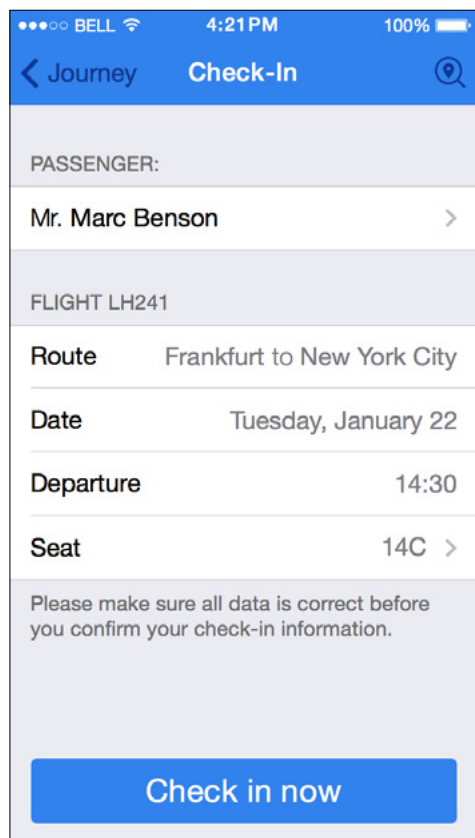 BELL 4:21PM 100%
Journey Check-In
PASSENGER:
Mr. Marc Benson
FLIGHT LH241
Route Frankfurt to New York City
Date Tuesday, January 22
Departure 14:30
Seat 14C
Please make sure all data is correct before
you confirm your check-in information.
Check in now